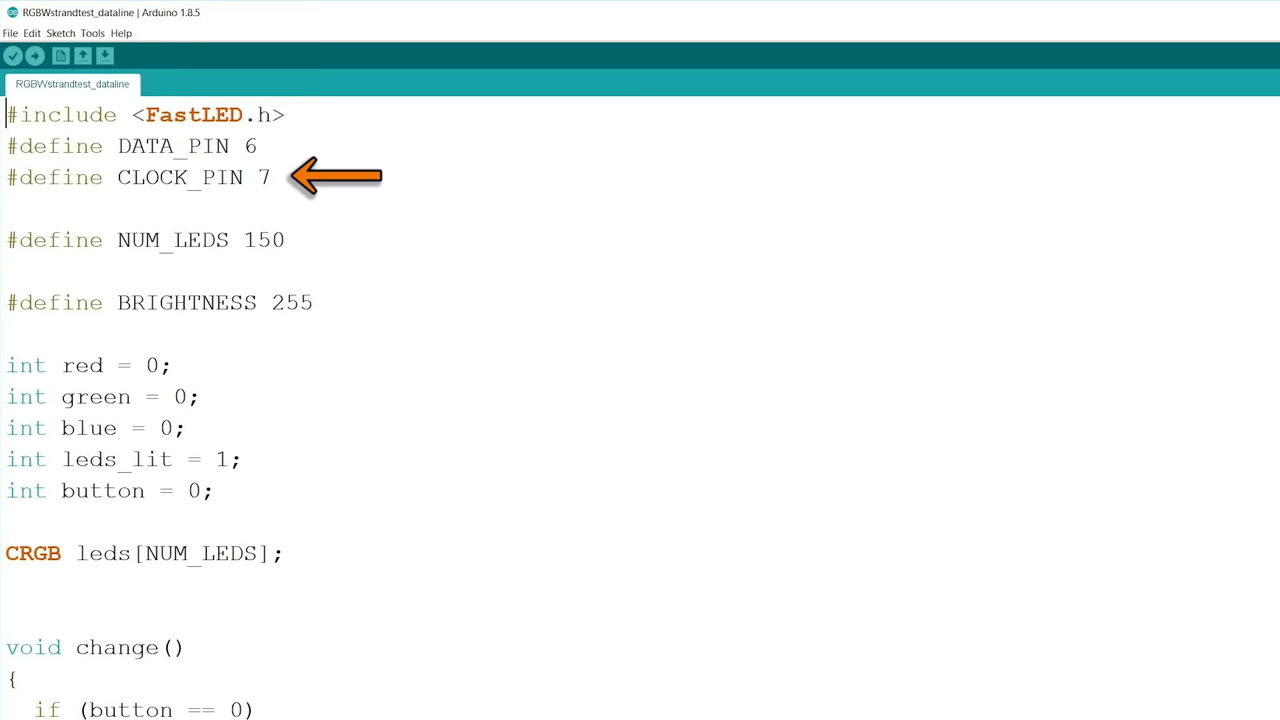 RGBWstrandtest_dataline | Arduino 1.8.5
File Edit Sketch Tools Help
RGBWstrandtest_dataline
#include <FastLED.h>
#define DATA_PIN 6
#define CLOCK_PIN 7
#define NUM_LEDS 150
#define BRIGHTNESS 255
int red = 0;
int green = 0;
int blue = 0;
int leds_lit = 1;
int button = 0;
CRGB leds[NUM_LEDS];
void change()
{
if (button == 0)